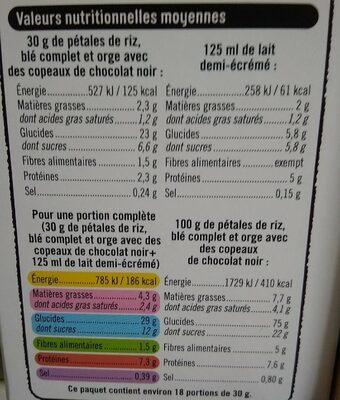 Valeurs nutritionnelles moyennes
30 g de pétales de riz,
blé complet et orge avec
des copeaux de chocolat noir :
Énergie.................527 kJ / 125 kcal
Matières grasses................2,3 g
dont acides gras saturés......1,2 g
Glucides..........................23 g
dont sucres......................6,6 g
Fibres alimentaires.............1,5 g
Protéines.........................2,3 g
Sel.................................0,24 g
125 ml de lait
demi-écrémé :
Énergie.................258 kJ / 61 kcal
Matières grasses................2 g
dont acides gras saturés......1,2 g
Glucides..........................5,8 g
dont sucres......................5,8 g
Fibres alimentaires.............exempt
Protéines.........................5 g
Sel.................................0,15 g
Pour une portion complète
(30 g de pétales de riz,
blé complet et orge avec des
copeaux de chocolat noir+
125 ml de lait demi-écrémé)
Énergie.................785 kJ / 186 kcal
Matières grasses................4,3 g
dont acides gras saturés......2,4 g
Glucides..........................29 g
dont sucres......................12 g
Fibres alimentaires.............1,5 g
Protéines.........................7,3 g
Sel.................................0,39 g
100 g de pétales de riz,
blé complet et orge avec
des copeaux
de chocolat noir :
Énergie.................1729 kJ / 410 kcal
Matières grasses................7,7 g
dont acides gras saturés......4,1 g
Glucides..........................75 g
dont sucres......................22 g
Fibres alimentaires.............5 g
Protéines.........................7,6 g
Sel.................................0,80 g
Ce paquet contient environ 18 portions de 30 g.